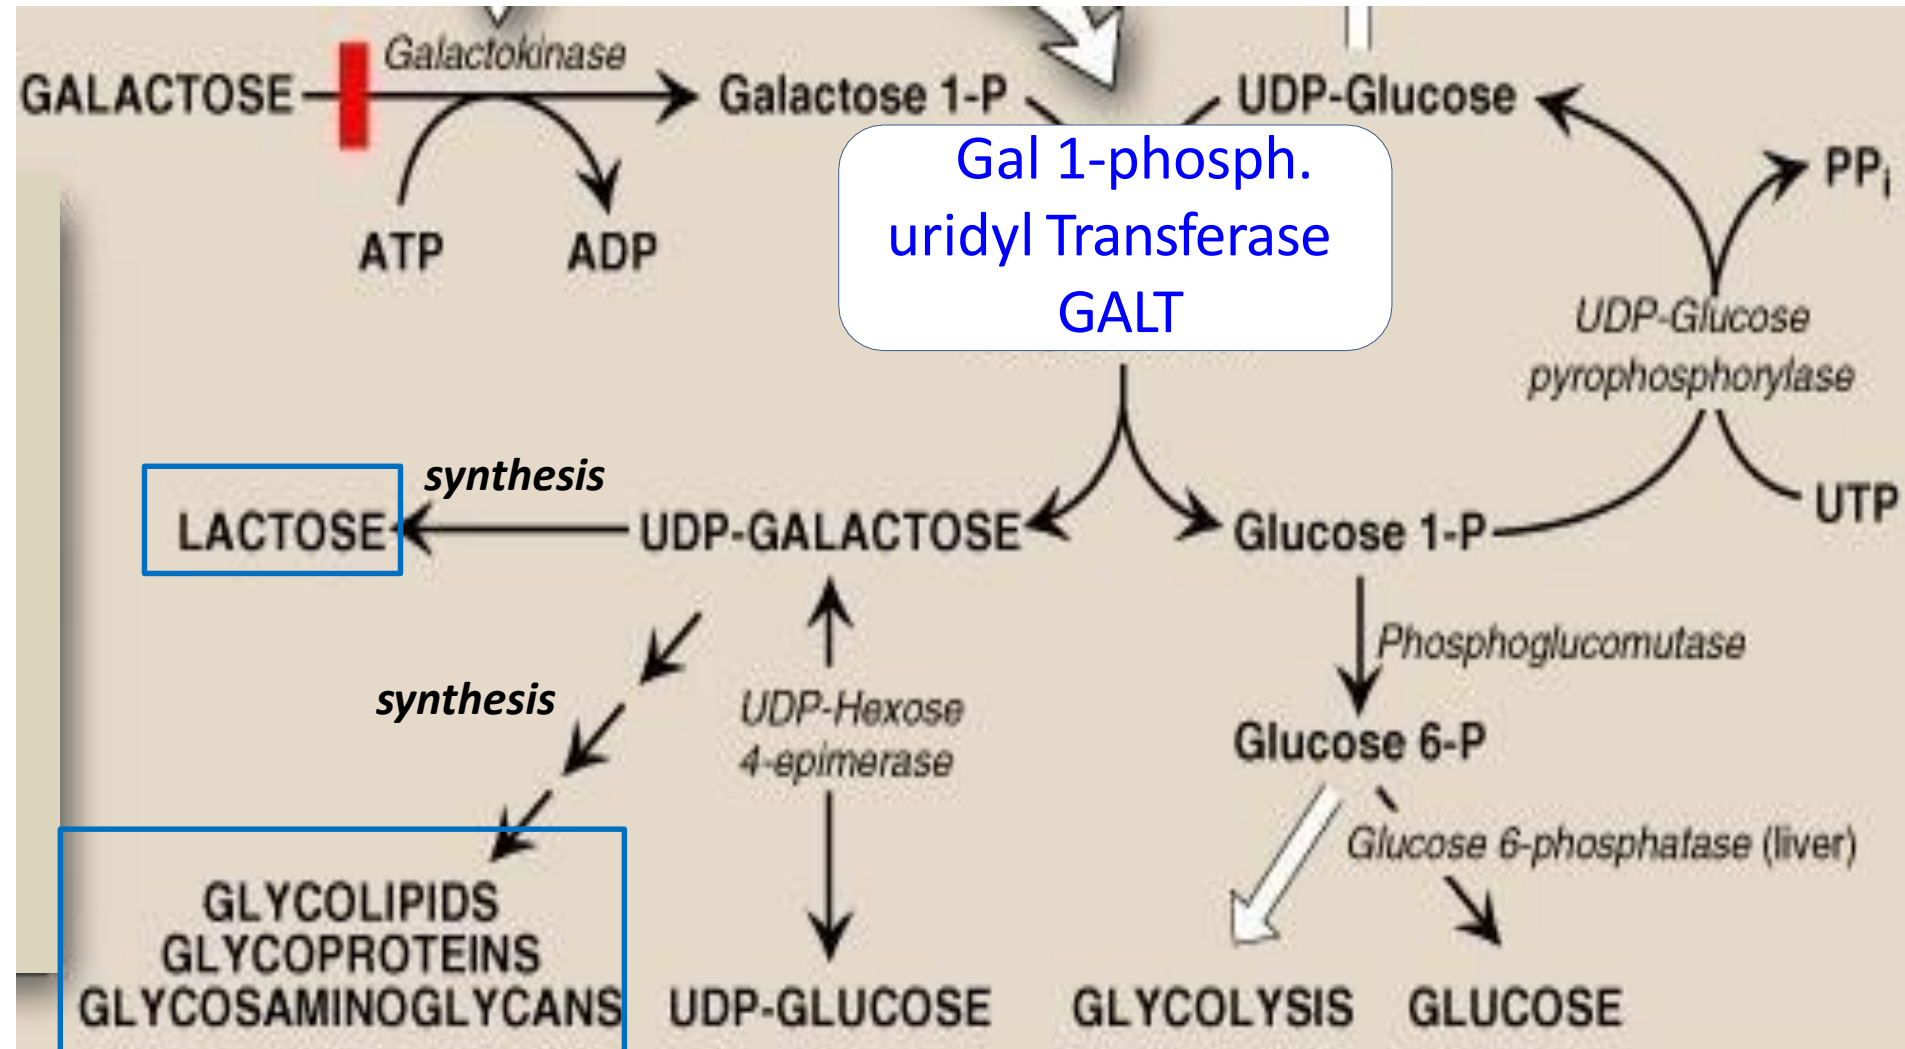 Galactokinase
GALACTOSE
Galactose 1-P
UDP-Glucose
ATP
ADP
Gal 1-phosph.
uridyl Transferase
GALT
PPi
UDP-Glucose
pyrophosphorylase
UTP
synthesis
LACTOSE
UDP-GALACTOSE
Glucose 1-P
Phosphoglucomutase
synthesis
UDP-Hexose
4-epimerase
Glucose 6-P
Glucose 6-phosphatase (liver)
GLYCOLIPIDS
GLYCOPROTEINS
GLYCOSAMINOGLYCANS
UDP-GLUCOSE
GLYCOLYSIS
GLUCOSE